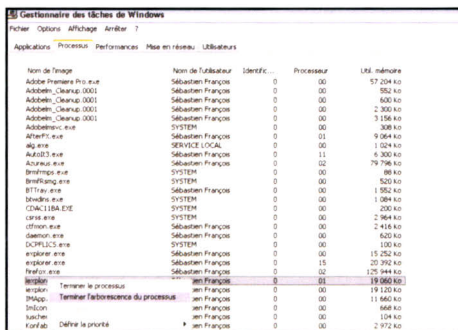 Gestionnaire des tâches de Windows
Fichier Options Affichage Arrêter ?
Applications Processus Performances Mise en réseau Utilisateurs
Nom de l'image Nom de l'utilisateur Identific... Processeur Util. mémoire
Adobe Premiere Pro.exe Sébastien François 0 00 57 204 Ko
Adobelm_Cleanup.0001 Sébastien François 0 00 552 Ko
Adobelm_Cleanup.0001 Sébastien François 0 00 600 Ko
Adobelm_Cleanup.0001 Sébastien François 0 00 2 300 Ko
Adobelm_Cleanup.0001 Sébastien François 0 00 3 156 Ko
Adobelmsvc.exe SYSTEM 0 00 308 Ko
AfterFX.exe Sébastien François 0 01 9 064 Ko
alg.exe SERVICE LOCAL 0 00 1 024 Ko
Sébastien François 0 11 6 300 Ko
Azureus.exe Sébastien François 0 02 79 796 Ko
Brmfrmps.exe SYSTEM 0 00 88 Ko
BrmfRsmg.exe SYSTEM 0 00 520 Ko
BTTray.exe Sébastien François 0 00 1 552 Ko
btwdins.exe SYSTEM 0 00 1 084 Ko
CDAC11BA.EXE SYSTEM 0 00 200 Ko
csrss.exe SYSTEM 0 00 2 964 Ko
ctfmon.exe Sébastien François 0 00 2 416 Ko
daemon.exe Sébastien François 0 00 620 Ko
DCPFLICS.exe SYSTEM 0 00 100 Ko
explorer.exe Sébastien François 0 00 15 252 Ko
explorer.exe Sébastien François 0 15 20 392 Ko
firefox.exe Sébastien François 0 02 125 944 Ko
iexplor ien François 0 01 19 060 Ko
iexplor Terminer le processus ien François 0 00 19 120 Ko
IMApp. Terminer l'arborescence du processus ien François 0 00 11 660 Ko
ImIcon ien François 0 00 668 Ko
jusche ien François 0 00 104 Ko
Konfab Définir la priorité ien François 0 00 2 972 Ko